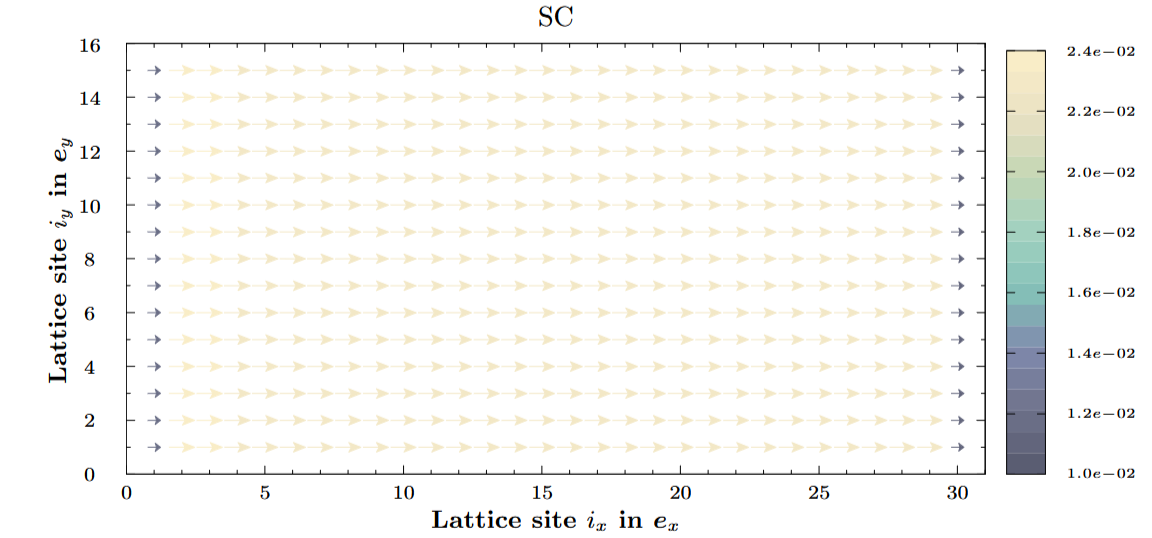 SC
16
14
12
10
8
6
4
2
0
Lattice site i_y in e_y
0 5 10 15 20 25 30
Lattice site i_x in e_x
2.4e−02
2.2e−02
2.0e−02
1.8e−02
1.6e−02
1.4e−02
1.2e−02
1.0e−02